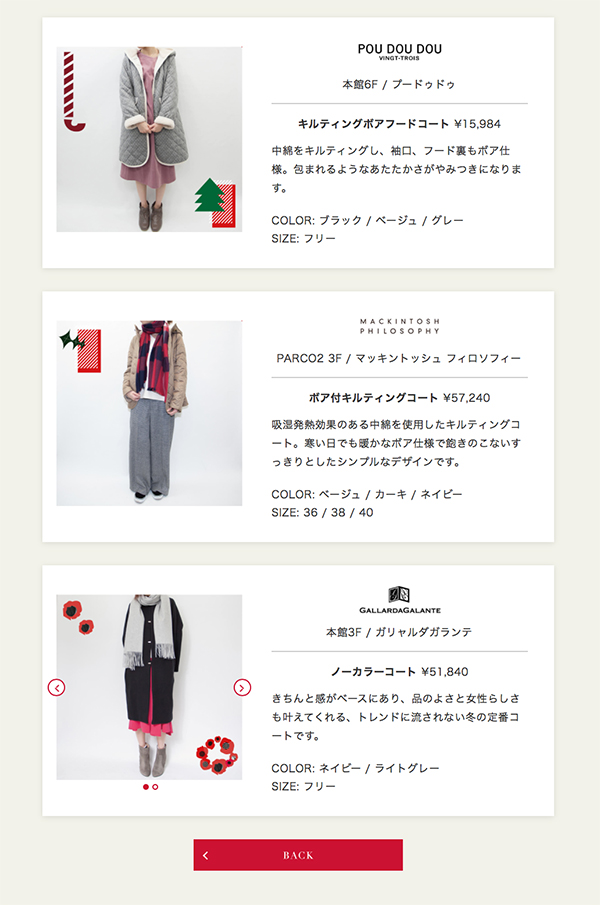 POU DOU DOU
VINGT-TROIS
本館6F / プードゥドゥ
キルティングボアフードコート ¥15,984
中綿をキルティングし、袖口、フード裏もボア仕
様。包まれるようなあたたかさがやみつきになりま
す。
COLOR: ブラック / ベージュ / グレー
SIZE: フリー
MACKINTOSH
PHILOSOPHY
PARCO2 3F / マッキントッシュ フィロソフィー
ボア付キルティングコート ¥57,240
吸湿発熱効果のある中綿を使用したキルティングコ
ート。寒い日でも暖かなボア仕様で飽きのこないす
っきりとしたシンプルなデザインです。
COLOR: ベージュ / カーキ / ネイビー
SIZE: 36 / 38 / 40
GALLARDAGALANTE
本館3F / ガリャルダガランテ
ノーカラーコート ¥51,840
きちんと感がベースにあり、品のよさと女性らしさ
も叶えてくれる、トレンドに流されない冬の定番コ
ートです。
COLOR: ネイビー / ライトグレー
SIZE: フリー
BACK